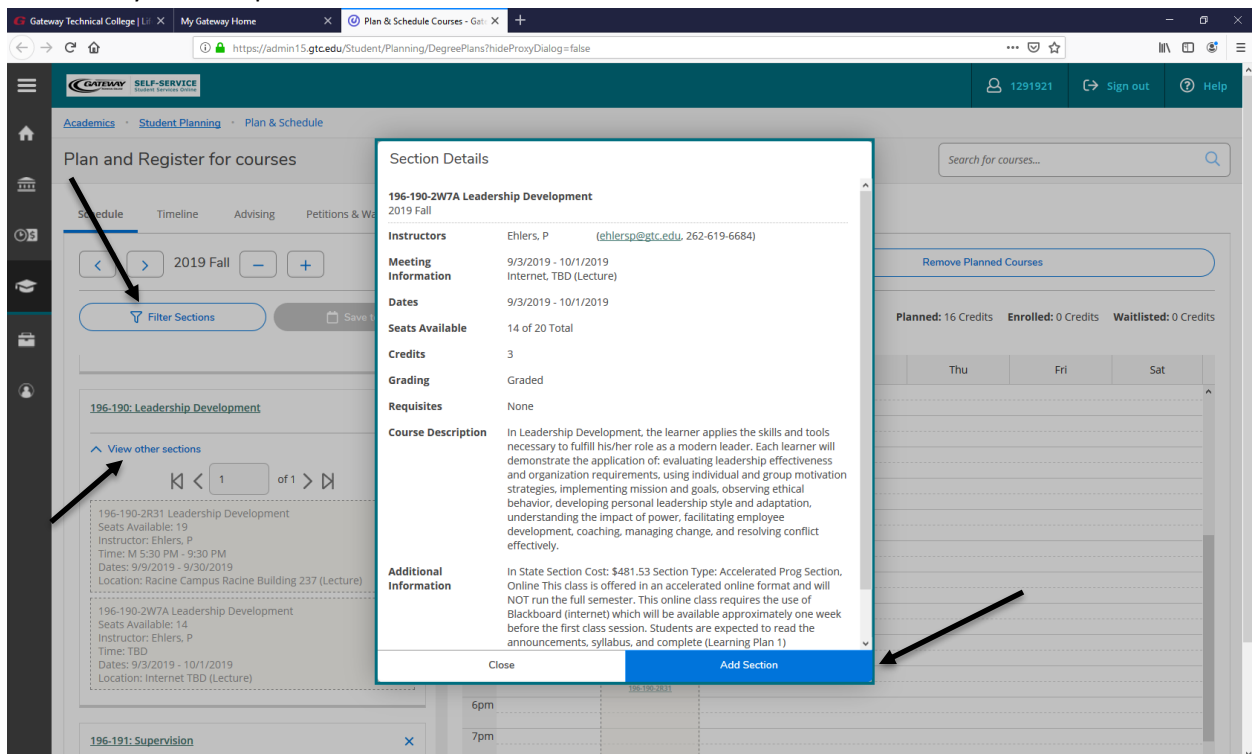 Gateway Technical College | Lif
My Gateway Home
Plan & Schedule Courses - Gate
https://admin15.gtc.edu/Student/Planning/DegreePlans?hideProxyDialog=false
GATEWAY
SELF-SERVICE
Student Services Online
1291921
Sign out
Help
Academics · Student Planning · Plan & Schedule
Plan and Register for courses
Search for courses...
Schedule Timeline Advising Petitions & Wa
2019 Fall
Remove Planned Courses
Filter Sections
Save t
Planned: 16 Credits Enrolled: 0 Credits Waitlisted: 0 Credits
Thu Fri Sat
196-190: Leadership Development
View other sections
1 of 1
196-190-2R31 Leadership Development
Seats Available: 19
Instructor: Ehlers, P
Time: M 5:30 PM - 9:30 PM
Dates: 9/9/2019 - 9/30/2019
Location: Racine Campus Racine Building 237 (Lecture)
196-190-2W7A Leadership Development
Seats Available: 14
Instructor: Ehlers, P
Time: TBD
Dates: 9/3/2019 - 10/1/2019
Location: Internet TBD (Lecture)
196-191: Supervision
Section Details
196-190-2W7A Leadership Development
2019 Fall
Instructors Ehlers, P (ehlersp@gtc.edu, 262-619-6684)
Meeting 9/3/2019 - 10/1/2019
Information Internet, TBD (Lecture)
Dates 9/3/2019 - 10/1/2019
Seats Available 14 of 20 Total
Credits 3
Grading Graded
Requisites None
Course Description In Leadership Development, the learner applies the skills and tools
necessary to fulfill his/her role as a modern leader. Each learner will
demonstrate the application of: evaluating leadership effectiveness
and organization requirements, using individual and group motivation
strategies, implementing mission and goals, observing ethical
behavior, developing personal leadership style and adaptation,
understanding the impact of power, facilitating employee
development, coaching, managing change, and resolving conflict
effectively.
Additional In State Section Cost: $481.53 Section Type: Accelerated Prog Section,
Information Online This class is offered in an accelerated online format and will
NOT run the full semester. This online class requires the use of
Blackboard (internet) which will be available approximately one week
before the first class session. Students are expected to read the
announcements, syllabus, and complete (Learning Plan 1)
Close Add Section
196-190-2R31
6pm
7pm